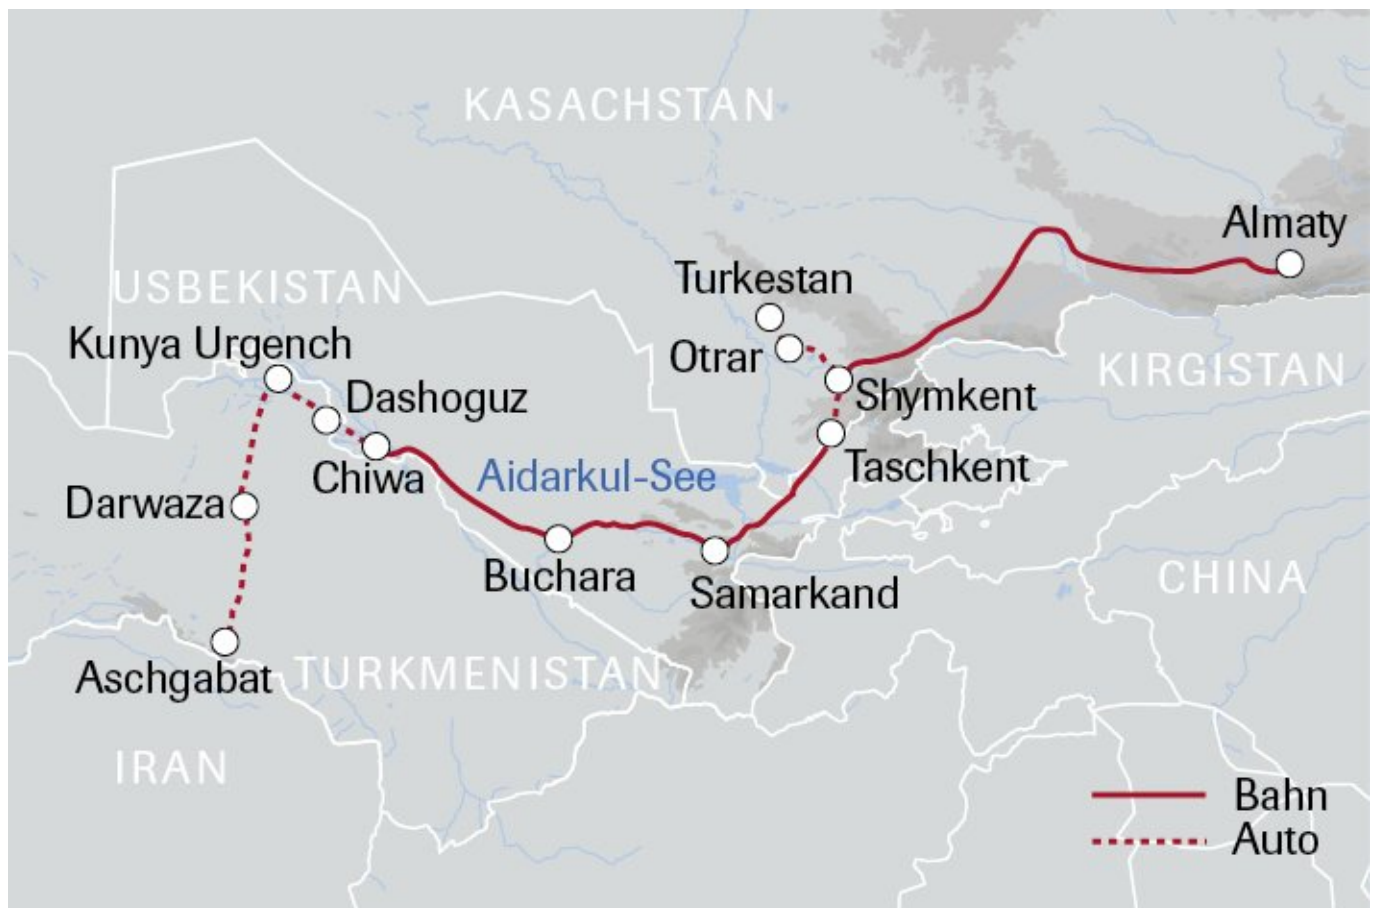 KASACHSTAN
Almaty
Turkestan
USBEKISTAN
Kunya Urgench
Otrar
KIRGISTAN
Dashoguz
Shymkent
Chiwa
Aidarkul-See
Taschkent
Darwaza
Buchara
Samarkand
CHINA
Aschgabat
TURKMENISTAN
IRAN
Bahn
Auto